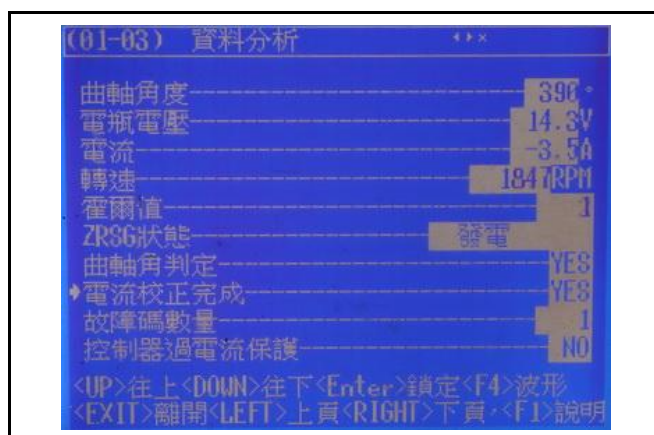 (01-03) 資料分析 ◂ ▸ ×
曲軸角度--------------------390°
電瓶電壓--------------------14.3V
電流--------------------------3.5A
轉速--------------------1847RPM
霍爾值--------------------1
ZRSG狀態--------------------發電
曲軸角判定--------------------YES
➧電流校正完成--------------------YES
故障碼數量--------------------1
控制器過電流保護--------------------NO
<UP>往上<DOWN>往下<Enter>鎖定<F4>波形
<EXIT>離開<LEFT>上頁<RIGHT>下頁,<F1>說明